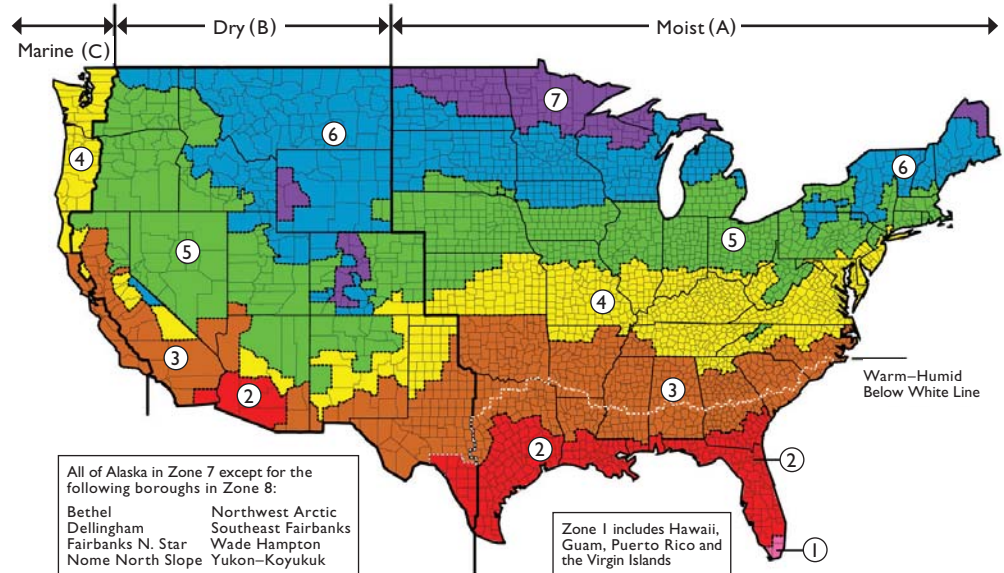 Dry (B)
Moist (A)
Marine (C)
7
6
4
6
5
5
4
3
3
2
2
2
1
Warm–Humid
Below White Line
All of Alaska in Zone 7 except for the
following boroughs in Zone 8:
Bethel Northwest Arctic
Dellingham Southeast Fairbanks
Fairbanks N. Star Wade Hampton
Nome North Slope Yukon–Koyukuk
Zone 1 includes Hawaii,
Guam, Puerto Rico and
the Virgin Islands